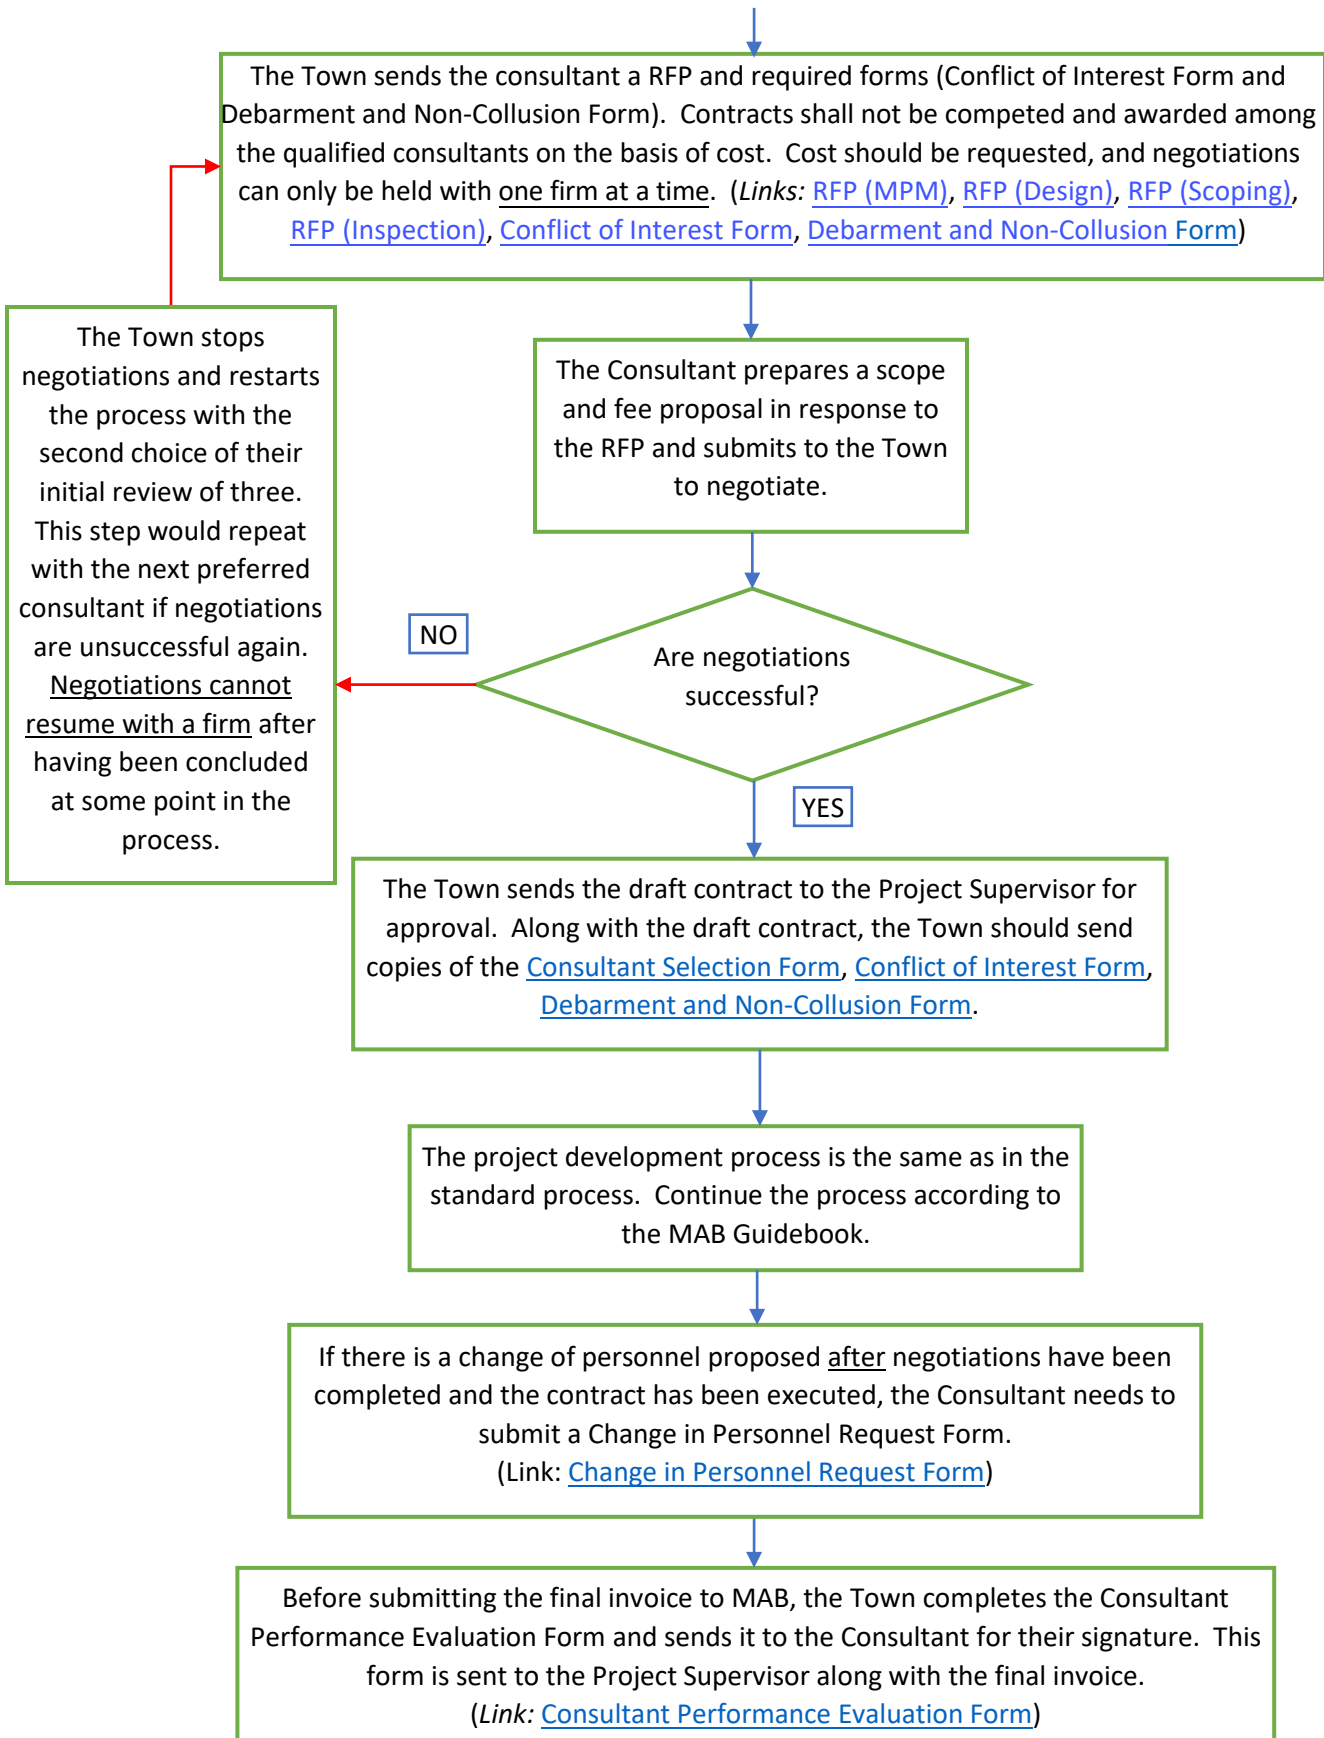 The Town sends the consultant a RFP and required forms (Conflict of Interest Form and
Debarment and Non-Collusion Form).  Contracts shall not be competed and awarded among
the qualified consultants on the basis of cost.  Cost should be requested, and negotiations
can only be held with one firm at a time.  (Links: RFP (MPM), RFP (Design), RFP (Scoping),
RFP (Inspection), Conflict of Interest Form, Debarment and Non-Collusion Form)
The Town stops
negotiations and restarts
the process with the
second choice of their
initial review of three.
This step would repeat
with the next preferred
consultant if negotiations
are unsuccessful again.
Negotiations cannot
resume with a firm after
having been concluded
at some point in the
process.
The Consultant prepares a scope
and fee proposal in response to
the RFP and submits to the Town
to negotiate.
NO
Are negotiations
successful?
YES
The Town sends the draft contract to the Project Supervisor for
approval.  Along with the draft contract, the Town should send
copies of the Consultant Selection Form, Conflict of Interest Form,
Debarment and Non-Collusion Form.
The project development process is the same as in the
standard process.  Continue the process according to
the MAB Guidebook.
If there is a change of personnel proposed after negotiations have been
completed and the contract has been executed, the Consultant needs to
submit a Change in Personnel Request Form.
(Link: Change in Personnel Request Form)
Before submitting the final invoice to MAB, the Town completes the Consultant
Performance Evaluation Form and sends it to the Consultant for their signature.  This
form is sent to the Project Supervisor along with the final invoice.
(Link: Consultant Performance Evaluation Form)